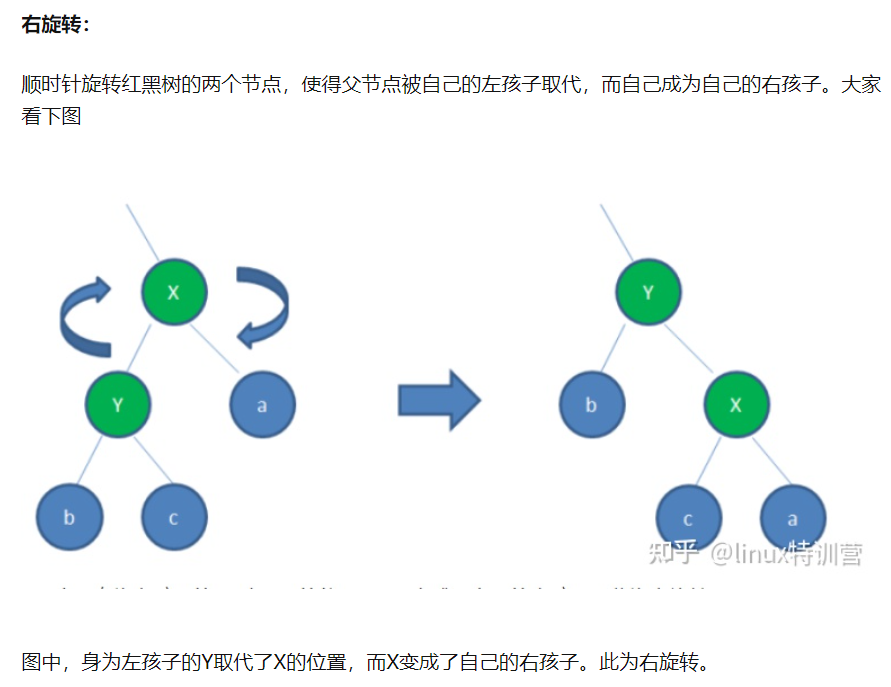 右旋转：
顺时针旋转红黑树的两个节点，使得父节点被自己的左孩子取代，而自己成为自己的右孩子。大家
看下图
X
Y
Y
a
b
X
b
c
c
a
知乎 @linux特训营
图中，身为左孩子的Y取代了X的位置，而X变成了自己的右孩子。此为右旋转。